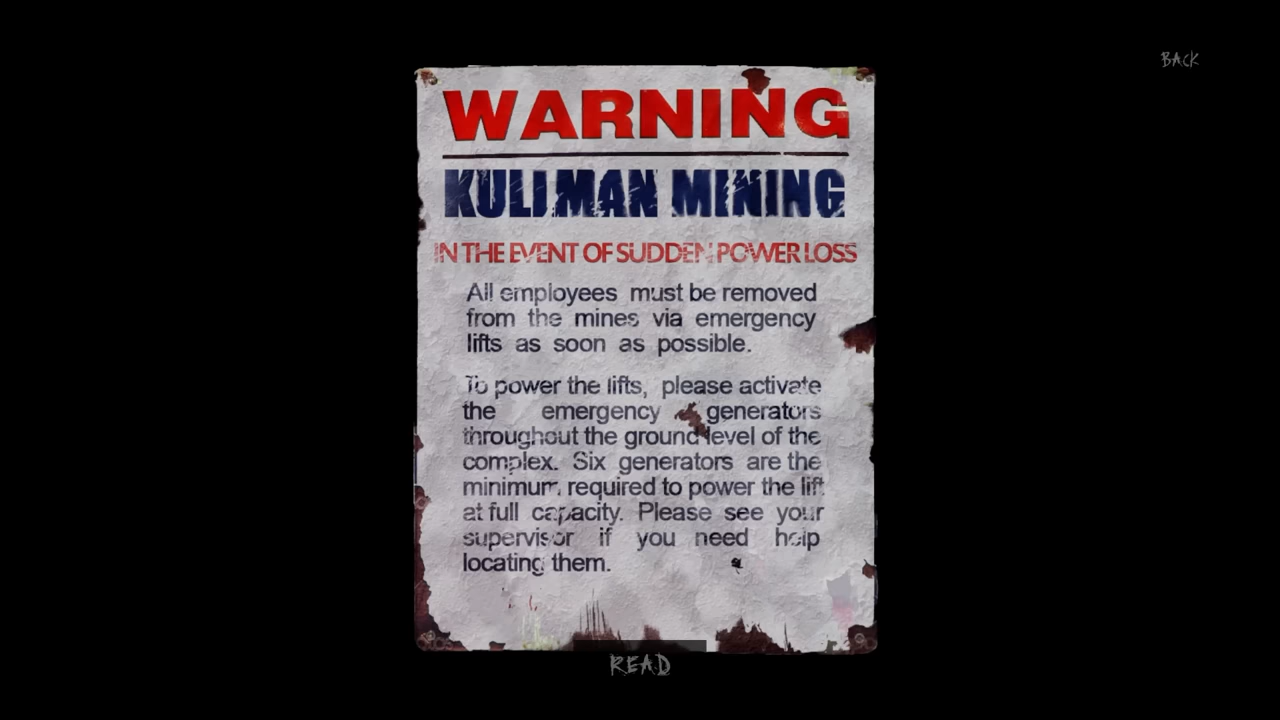 BACK
WARNING
KULLMAN MINING
IN THE EVENT OF SUDDEN POWER LOSS
All employees must be removed
from the mines via emergency
lifts as soon as possible.
To power the lifts, please activate
the emergency generators
throughout the ground level of the
complex. Six generators are the
minimum required to power the lift
at full capacity. Please see your
supervisor if you need help
locating them.
READ